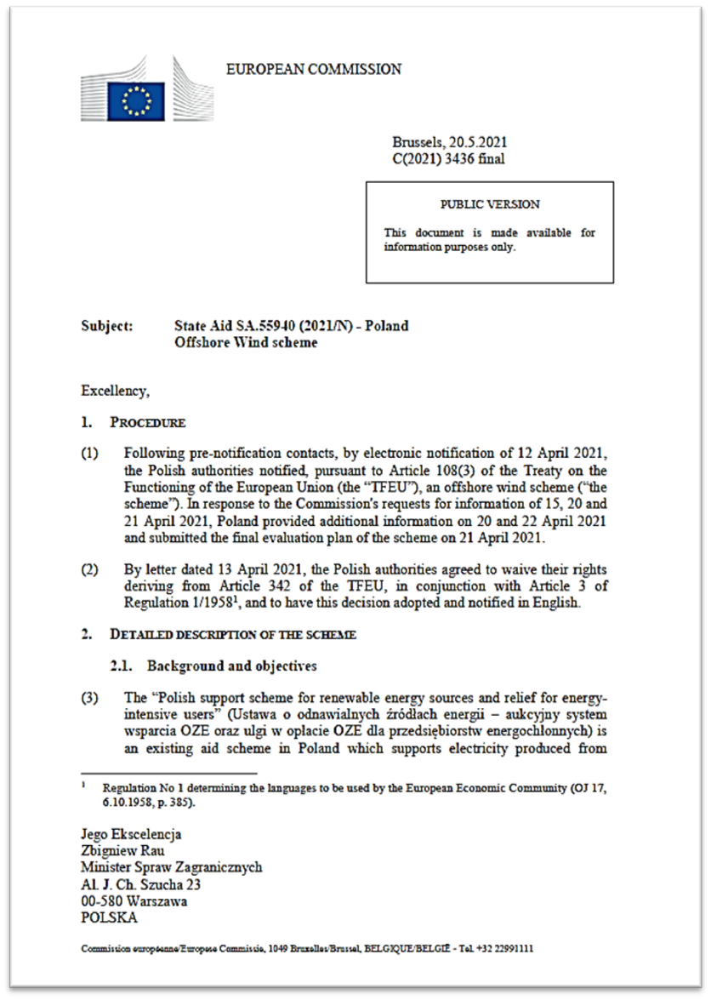 EUROPEAN COMMISSION
Brussels, 20.5.2021
C(2021) 3436 final
PUBLIC VERSION
This document is made available for
information purposes only.
Subject: State Aid SA.55940 (2021/N) - Poland
Offshore Wind scheme
Excellency,
1. PROCEDURE
(1) Following pre-notification contacts, by electronic notification of 12 April 2021,
the Polish authorities notified, pursuant to Article 108(3) of the Treaty on the
Functioning of the European Union (the “TFEU”), an offshore wind scheme (“the
scheme”). In response to the Commission's requests for information of 15, 20 and
21 April 2021, Poland provided additional information on 20 and 22 April 2021
and submitted the final evaluation plan of the scheme on 21 April 2021.
(2) By letter dated 13 April 2021, the Polish authorities agreed to waive their rights
deriving from Article 342 of the TFEU, in conjunction with Article 3 of
Regulation 1/1958¹, and to have this decision adopted and notified in English.
2. DETAILED DESCRIPTION OF THE SCHEME
2.1. Background and objectives
(3) The “Polish support scheme for renewable energy sources and relief for energy-
intensive users” (Ustawa o odnawialnych źródłach energii – aukcyjny system
wsparcia OZE oraz ulgi w opłacie OZE dla przedsiębiorstw energochłonnych) is
an existing aid scheme in Poland which supports electricity produced from
¹ Regulation No 1 determining the languages to be used by the European Economic Community (OJ 17,
6.10.1958, p. 385).
Jego Ekscelencja
Zbigniew Rau
Minister Spraw Zagranicznych
Al. J. Ch. Szucha 23
00-580 Warszawa
POLSKA
Commission européenne/Europese Commissie, 1049 Bruxelles/Brussel, BELGIQUE/BELGIË - Tel. +32 22991111